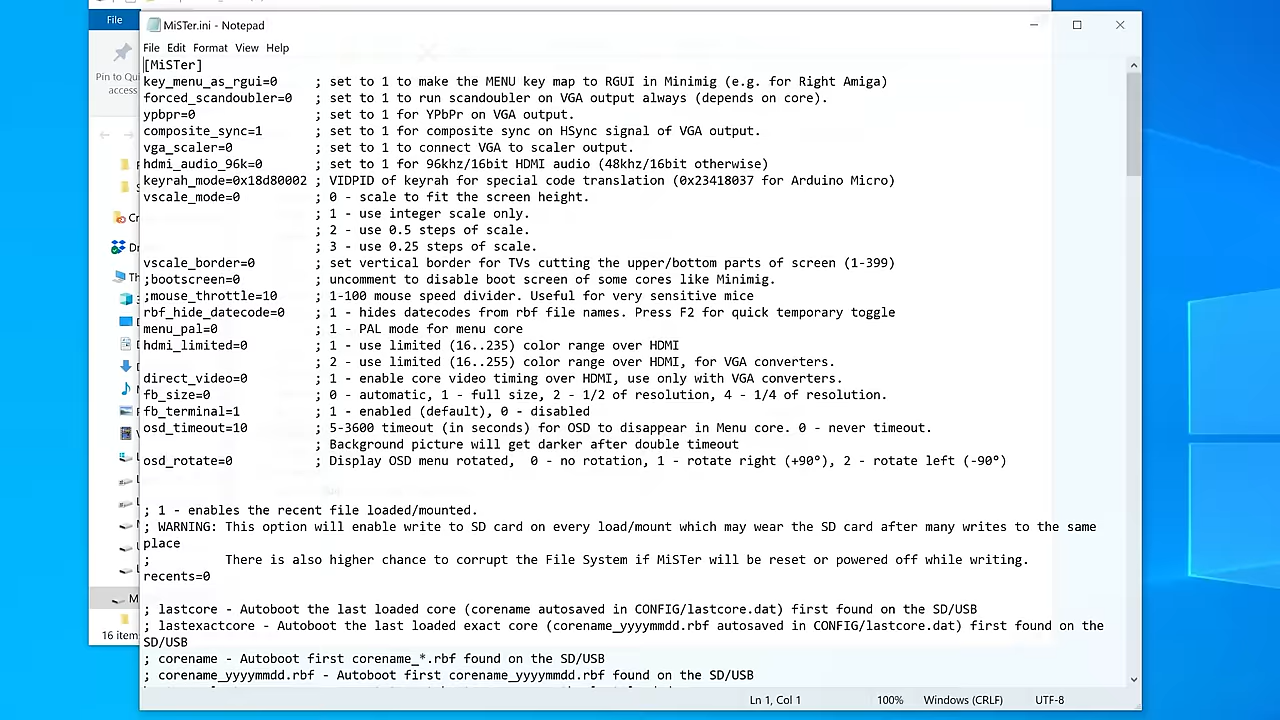 File
MiSTer.ini - Notepad
File Edit Format View Help
Pin to Qu
access
[MiSTer]
key_menu_as_rgui=0 ; set to 1 to make the MENU key map to RGUI in Minimig (e.g. for Right Amiga)
forced_scandoubler=0 ; set to 1 to run scandoubler on VGA output always (depends on core).
ypbpr=0 ; set to 1 for YPbPr on VGA output.
composite_sync=1 ; set to 1 for composite sync on HSync signal of VGA output.
vga_scaler=0 ; set to 1 to connect VGA to scaler output.
hdmi_audio_96k=0 ; set to 1 for 96khz/16bit HDMI audio (48khz/16bit otherwise)
keyrah_mode=0x18d80002 ; VIDPID of keyrah for special code translation (0x23418037 for Arduino Micro)
vscale_mode=0 ; 0 - scale to fit the screen height.
; 1 - use integer scale only.
; 2 - use 0.5 steps of scale.
; 3 - use 0.25 steps of scale.
vscale_border=0 ; set vertical border for TVs cutting the upper/bottom parts of screen (1-399)
;bootscreen=0 ; uncomment to disable boot screen of some cores like Minimig.
;mouse_throttle=10 ; 1-100 mouse speed divider. Useful for very sensitive mice
rbf_hide_datecode=0 ; 1 - hides datecodes from rbf file names. Press F2 for quick temporary toggle
menu_pal=0 ; 1 - PAL mode for menu core
hdmi_limited=0 ; 1 - use limited (16..235) color range over HDMI
; 2 - use limited (16..255) color range over HDMI, for VGA converters.
direct_video=0 ; 1 - enable core video timing over HDMI, use only with VGA converters.
fb_size=0 ; 0 - automatic, 1 - full size, 2 - 1/2 of resolution, 4 - 1/4 of resolution.
fb_terminal=1 ; 1 - enabled (default), 0 - disabled
osd_timeout=10 ; 5-3600 timeout (in seconds) for OSD to disappear in Menu core. 0 - never timeout.
; Background picture will get darker after double timeout
osd_rotate=0 ; Display OSD menu rotated, 0 - no rotation, 1 - rotate right (+90°), 2 - rotate left (-90°)
; 1 - enables the recent file loaded/mounted.
; WARNING: This option will enable write to SD card on every load/mount which may wear the SD card after many writes to the same
place
; There is also higher chance to corrupt the File System if MiSTer will be reset or powered off while writing.
recents=0
; lastcore - Autoboot the last loaded core (corename autosaved in CONFIG/lastcore.dat) first found on the SD/USB
; lastexactcore - Autoboot the last loaded exact core (corename_yyyymmdd.rbf autosaved in CONFIG/lastcore.dat) first found on the
SD/USB
; corename - Autoboot first corename_*.rbf found on the SD/USB
; corename_yyyymmdd.rbf - Autoboot first corename_yyyymmdd.rbf found on the SD/USB
16 item
Ln 1, Col 1 100% Windows (CRLF) UTF-8